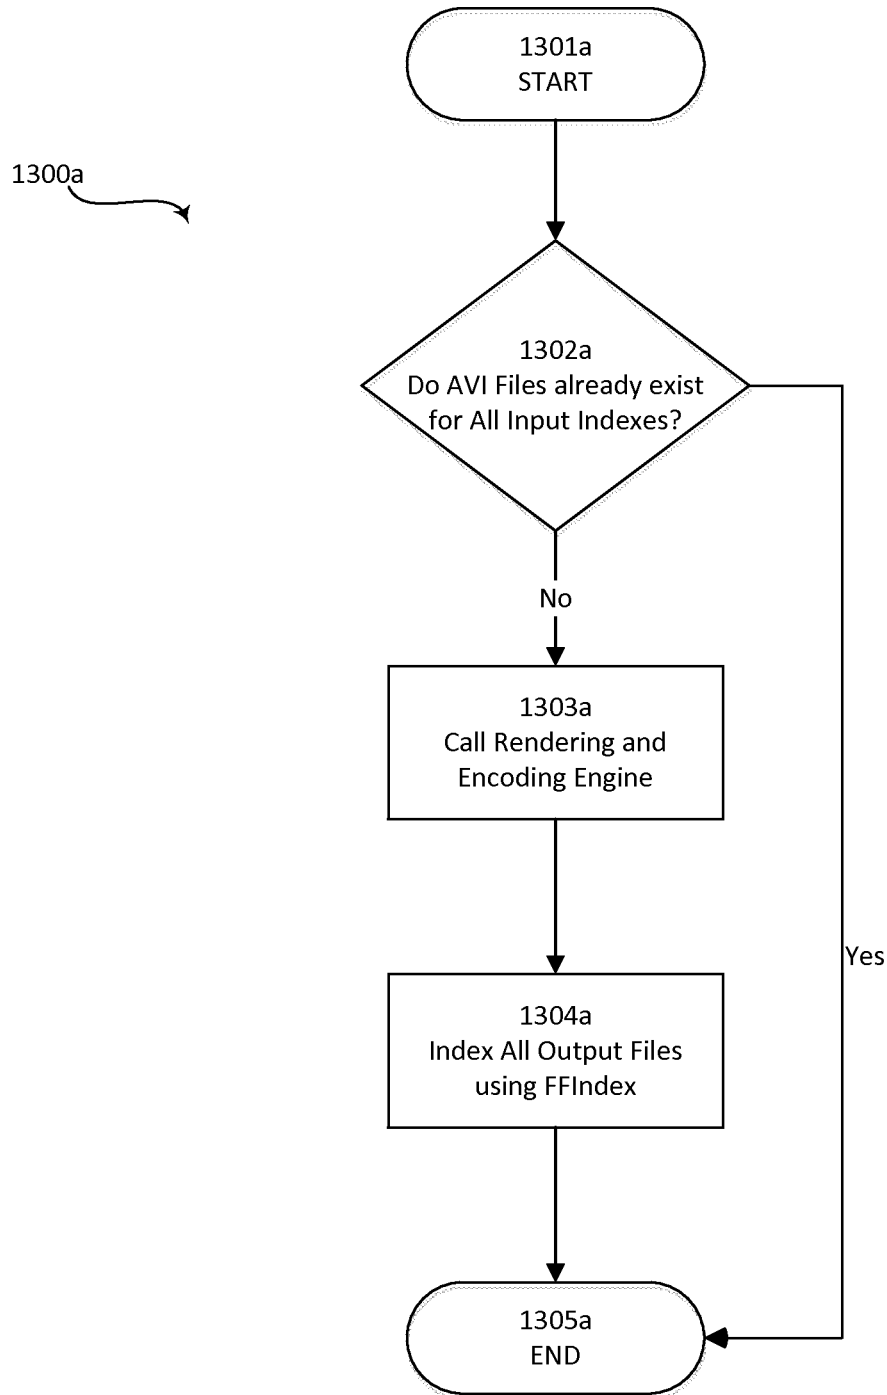 1301a
START
1300a
1302a
Do AVI Files already exist
for All Input Indexes?
No
1303a
Call Rendering and
Encoding Engine
Yes
1304a
Index All Output Files
using FFIndex
1305a
END